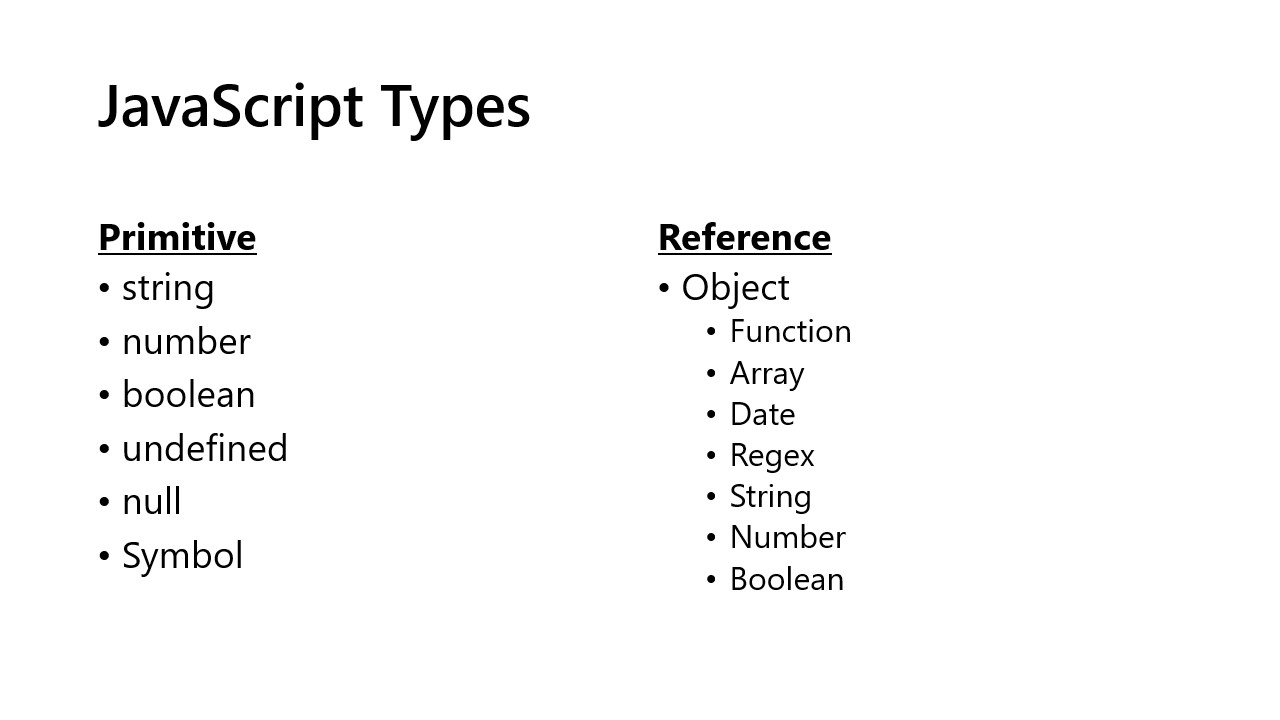 JavaScript Types
Primitive
• string
• number
• boolean
• undefined
• null
• Symbol
Reference
• Object
• Function
• Array
• Date
• Regex
• String
• Number
• Boolean